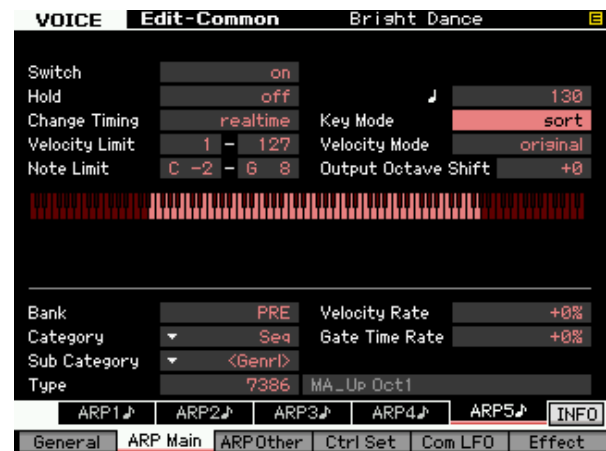 VOICE Edit-Common Bright Dance E
Switch on
Hold off ♩ 130
Change Timing realtime Key Mode sort
Velocity Limit 1 - 127 Velocity Mode original
Note Limit C -2 - G 8 Output Octave Shift +0
Bank PRE Velocity Rate +0%
Category Seq Gate Time Rate +0%
Sub Category <Genrl>
Type 7386 MA_Up Oct1
ARP1♪ ARP2♪ ARP3♪ ARP4♪ ARP5♪ INFO
General ARP Main ARP Other Ctrl Set Com LFO Effect